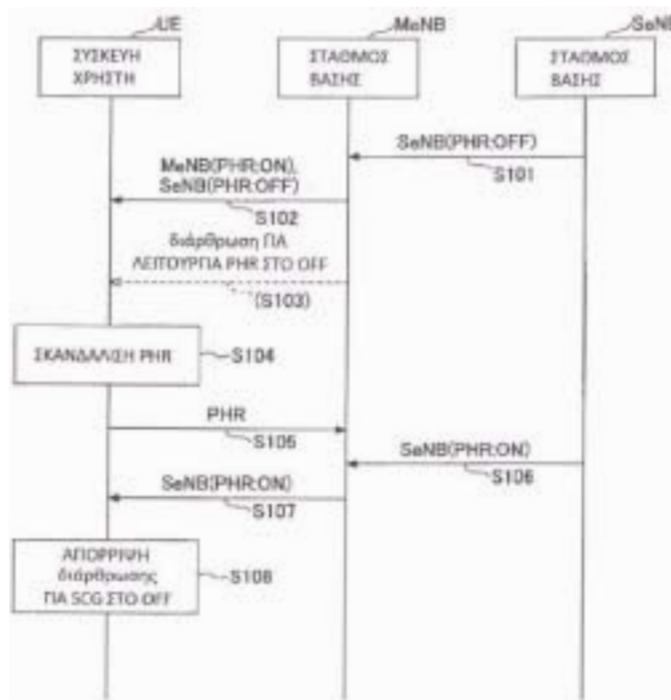 UE
MeNB
SeNB
ΣΥΣΚΕΥΗ
ΧΡΗΣΤΗ
ΣΤΑΘΜΟΣ
ΒΑΣΗΣ
ΣΤΑΘΜΟΣ
ΒΑΣΗΣ
SeNB(PHR:OFF)
S101
MeNB(PHR:ON),
SeNB(PHR:OFF)
S102
διάρθρωση ΓΙΑ
ΛΕΙΤΟΥΡΓΙΑ PHR ΣΤΟ OFF
(S103)
ΣΚΑΝΔΑΛΙΣΗ PHR
S104
PHR
S105
SeNB(PHR:ON)
S106
SeNB(PHR:ON)
S107
ΑΠΟΡΡΙΨΗ
διάρθρωσης
ΓΙΑ SCG ΣΤΟ OFF
S108